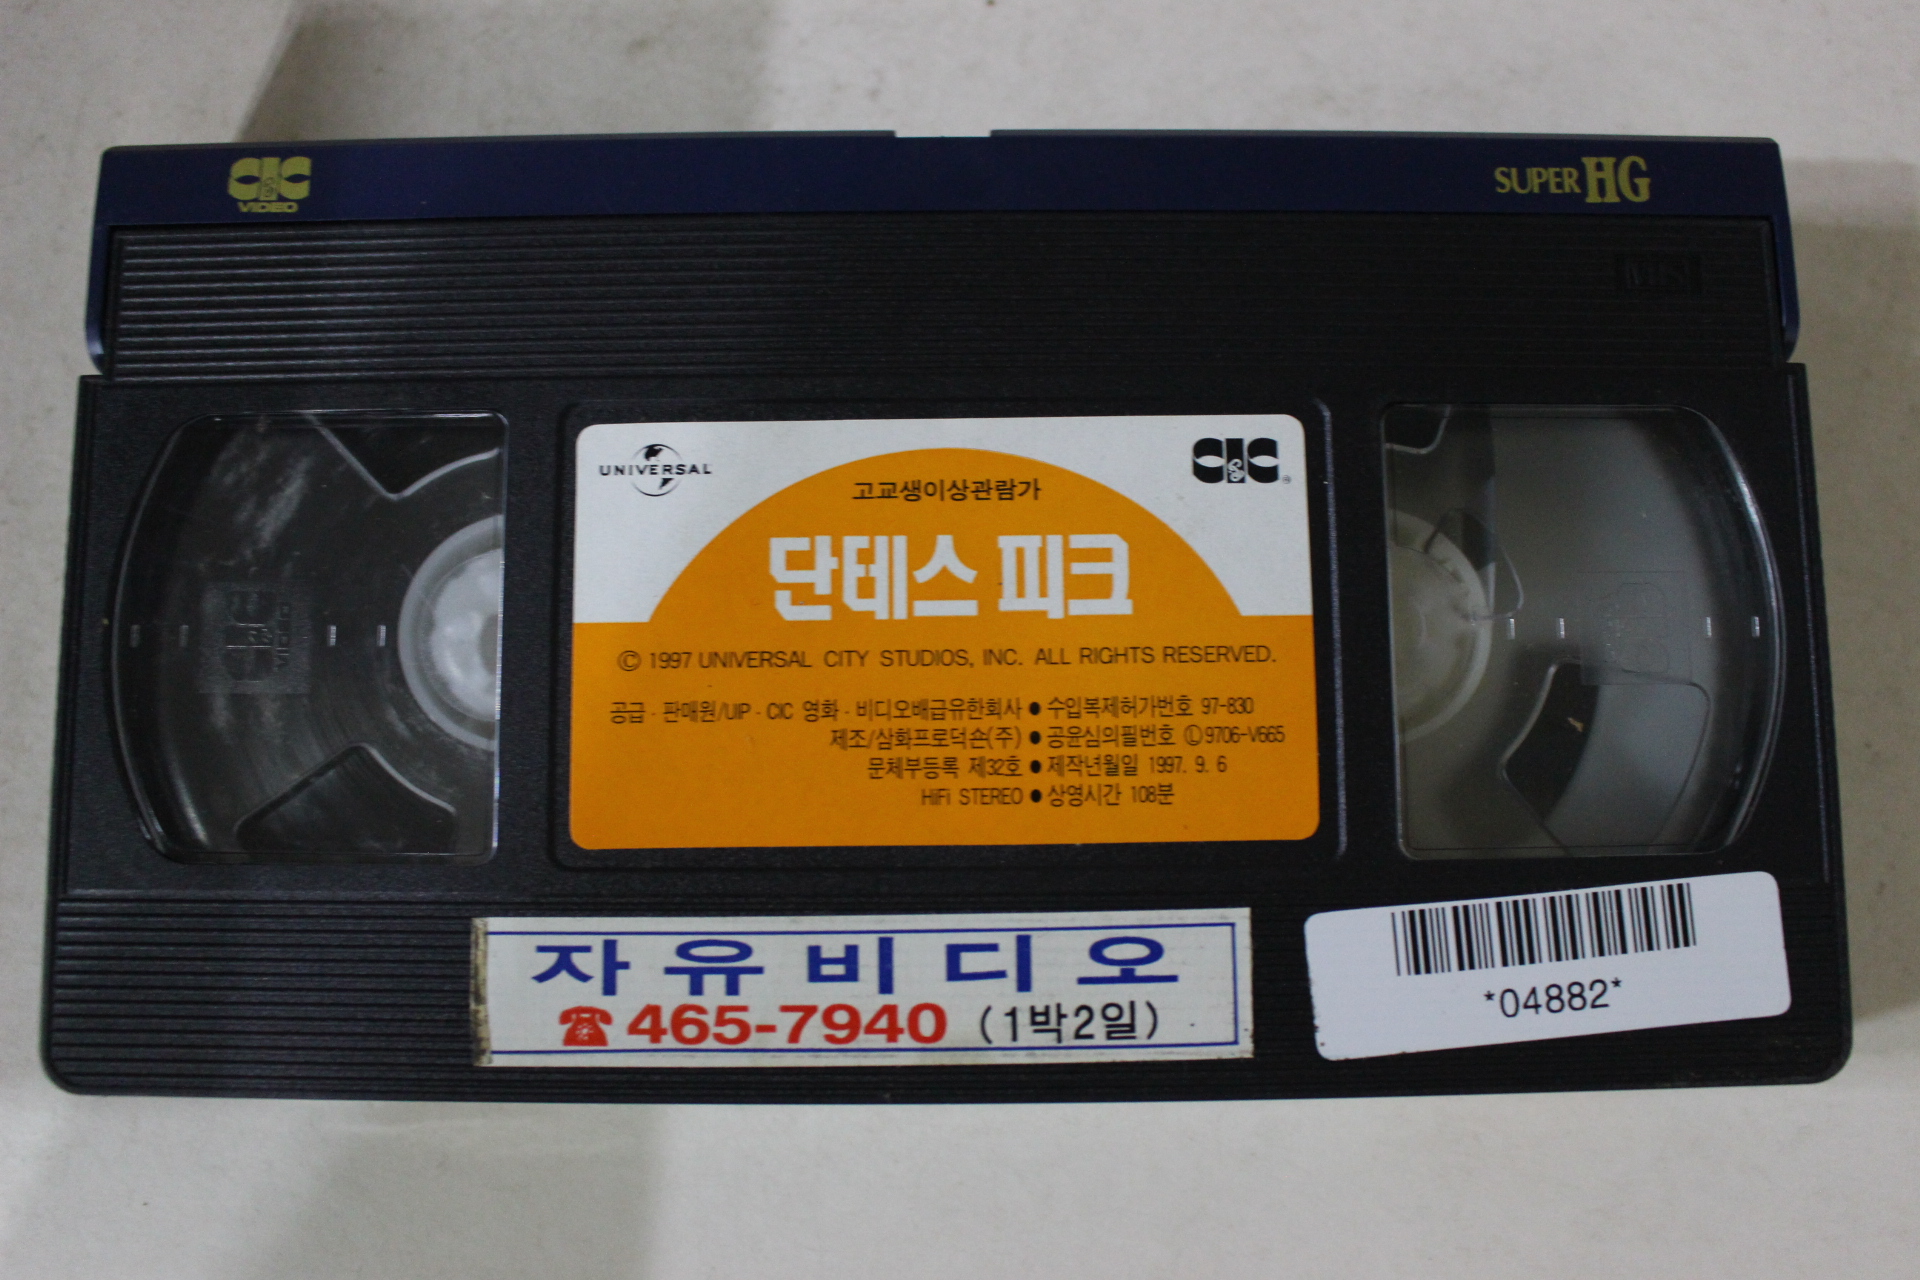 CIC
VIDEO
SUPER HG
VHS
UNIVERSAL
CIC
고교생이상관람가
단테스 피크
© 1997 UNIVERSAL CITY STUDIOS, INC. ALL RIGHTS RESERVED.
공급 · 판매원/UIP · CIC 영화 · 비디오배급유한회사 ● 수입복제허가번호 97-830
제조/삼화프로덕숀(주) ● 공윤심의필번호 Ⓛ9706-V665
문체부등록 제32호 ● 제작년월일 1997. 9. 6
HiFi STEREO ● 상영시간 108분
자유비디오
☎465-7940 (1박2일)
*04882*